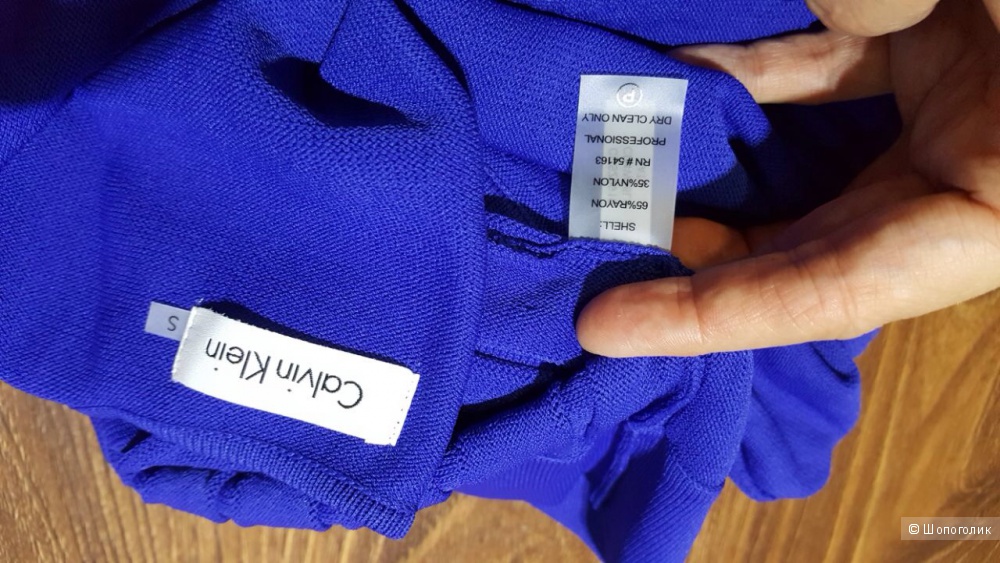 Calvin Klein
S
SHELL:
65%RAYON
35%NYLON
RN # 54163
PROFESSIONAL
DRY CLEAN ONLY
P
© Шопоголик